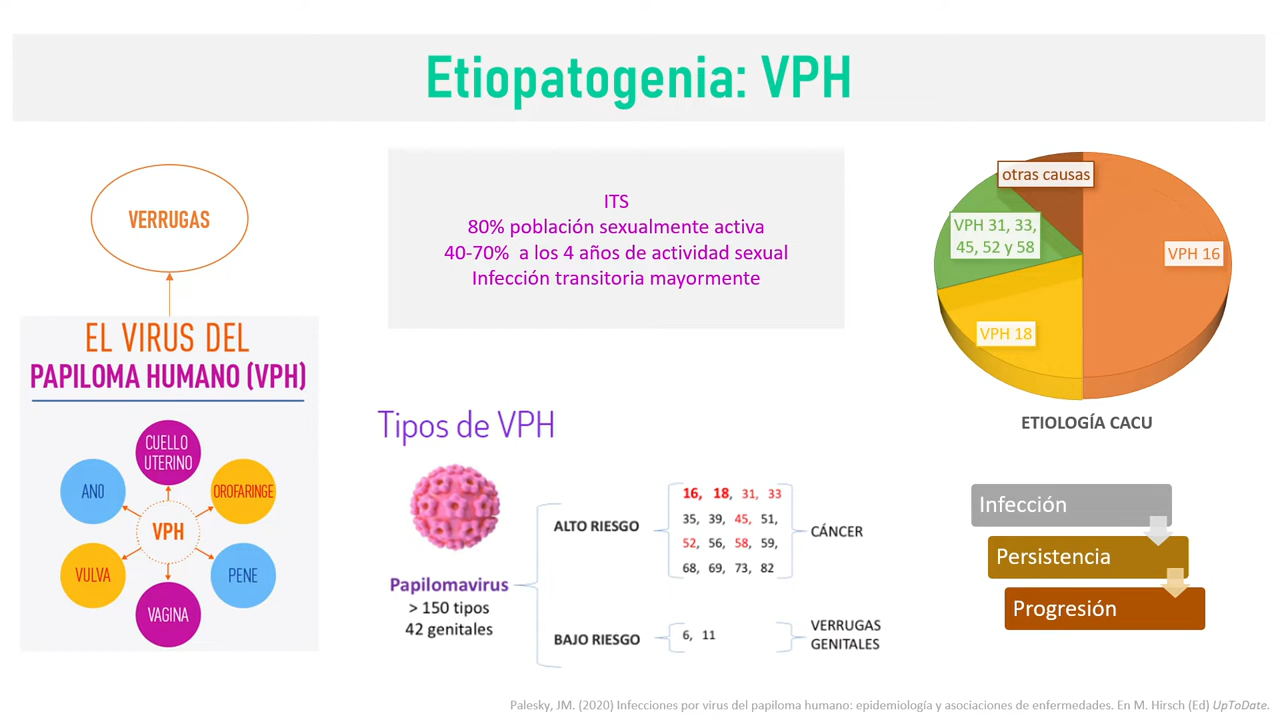 Etiopatogenia: VPH
VERRUGAS
EL VIRUS DEL
PAPILOMA HUMANO (VPH)
CUELLO
UTERINO
ANO
OROFARINGE
VPH
VULVA
PENE
VAGINA
ITS
80% población sexualmente activa
40-70% a los 4 años de actividad sexual
Infección transitoria mayormente
Tipos de VPH
Papilomavirus
> 150 tipos
42 genitales
ALTO RIESGO
16, 18, 31, 33
35, 39, 45, 51,
52, 56, 58, 59,
68, 69, 73, 82
CÁNCER
BAJO RIESGO
6, 11
VERRUGAS
GENITALES
otras causas
VPH 31, 33,
45, 52 y 58
VPH 16
VPH 18
ETIOLOGÍA CACU
Infección
Persistencia
Progresión
Palesky, JM. (2020) Infecciones por virus del papiloma humano: epidemiología y asociaciones de enfermedades. En M. Hirsch (Ed) UpToDate.